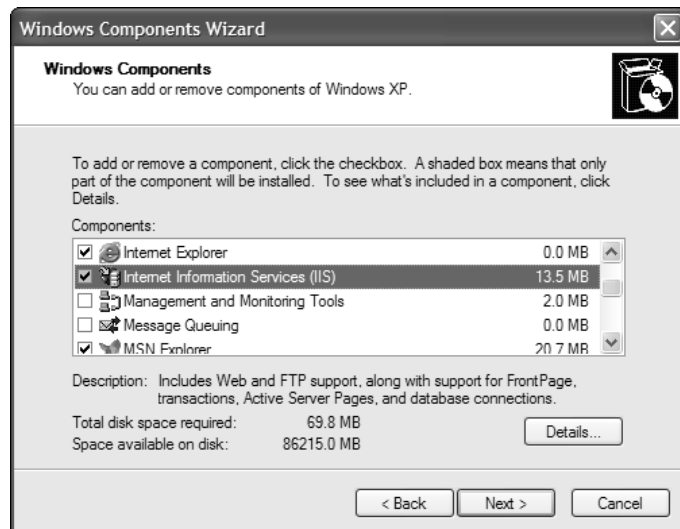 Windows Components Wizard
Windows Components
You can add or remove components of Windows XP.
To add or remove a component, click the checkbox. A shaded box means that only
part of the component will be installed. To see what's included in a component, click
Details.
Components:
Internet Explorer 0.0 MB
Internet Information Services (IIS) 13.5 MB
Management and Monitoring Tools 2.0 MB
Message Queuing 0.0 MB
MSN Explorer 20.7 MB
Description: Includes Web and FTP support, along with support for FrontPage,
transactions, Active Server Pages, and database connections.
Total disk space required: 69.8 MB
Space available on disk: 86215.0 MB
Details...
< Back Next > Cancel